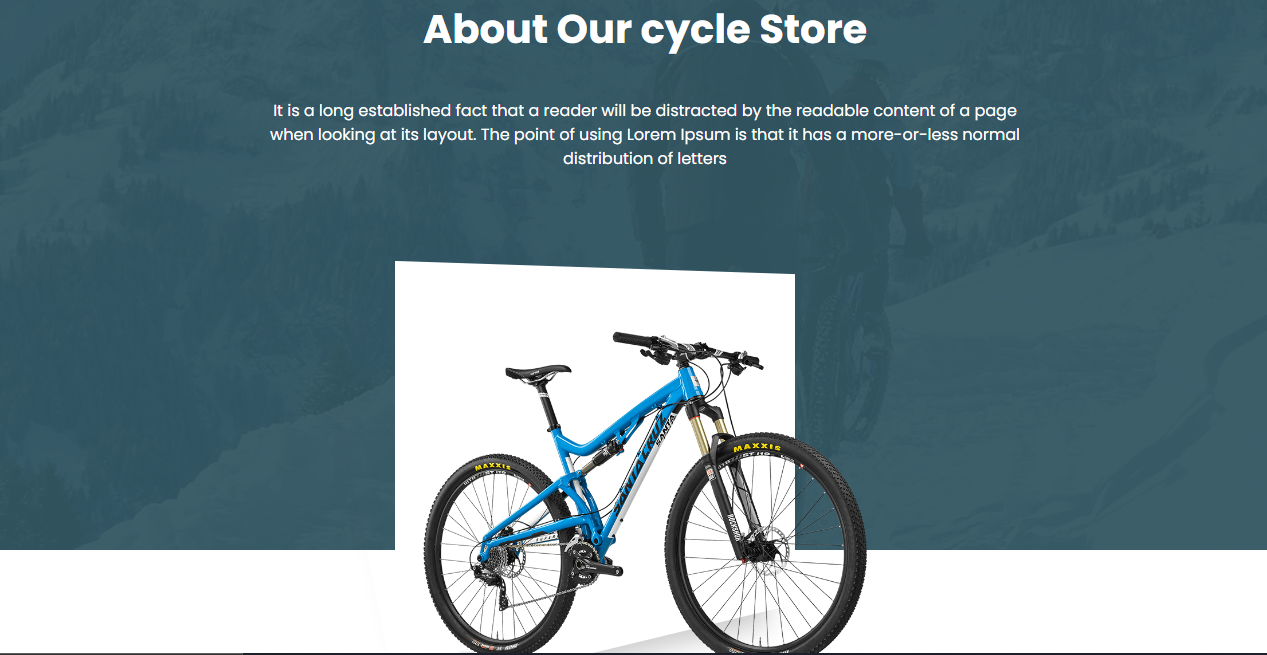 About Our cycle Store
It is a long established fact that a reader will be distracted by the readable content of a page
when looking at its layout. The point of using Lorem Ipsum is that it has a more-or-less normal
distribution of letters
MAXXIS
MAXXIS
SANTACRUZ